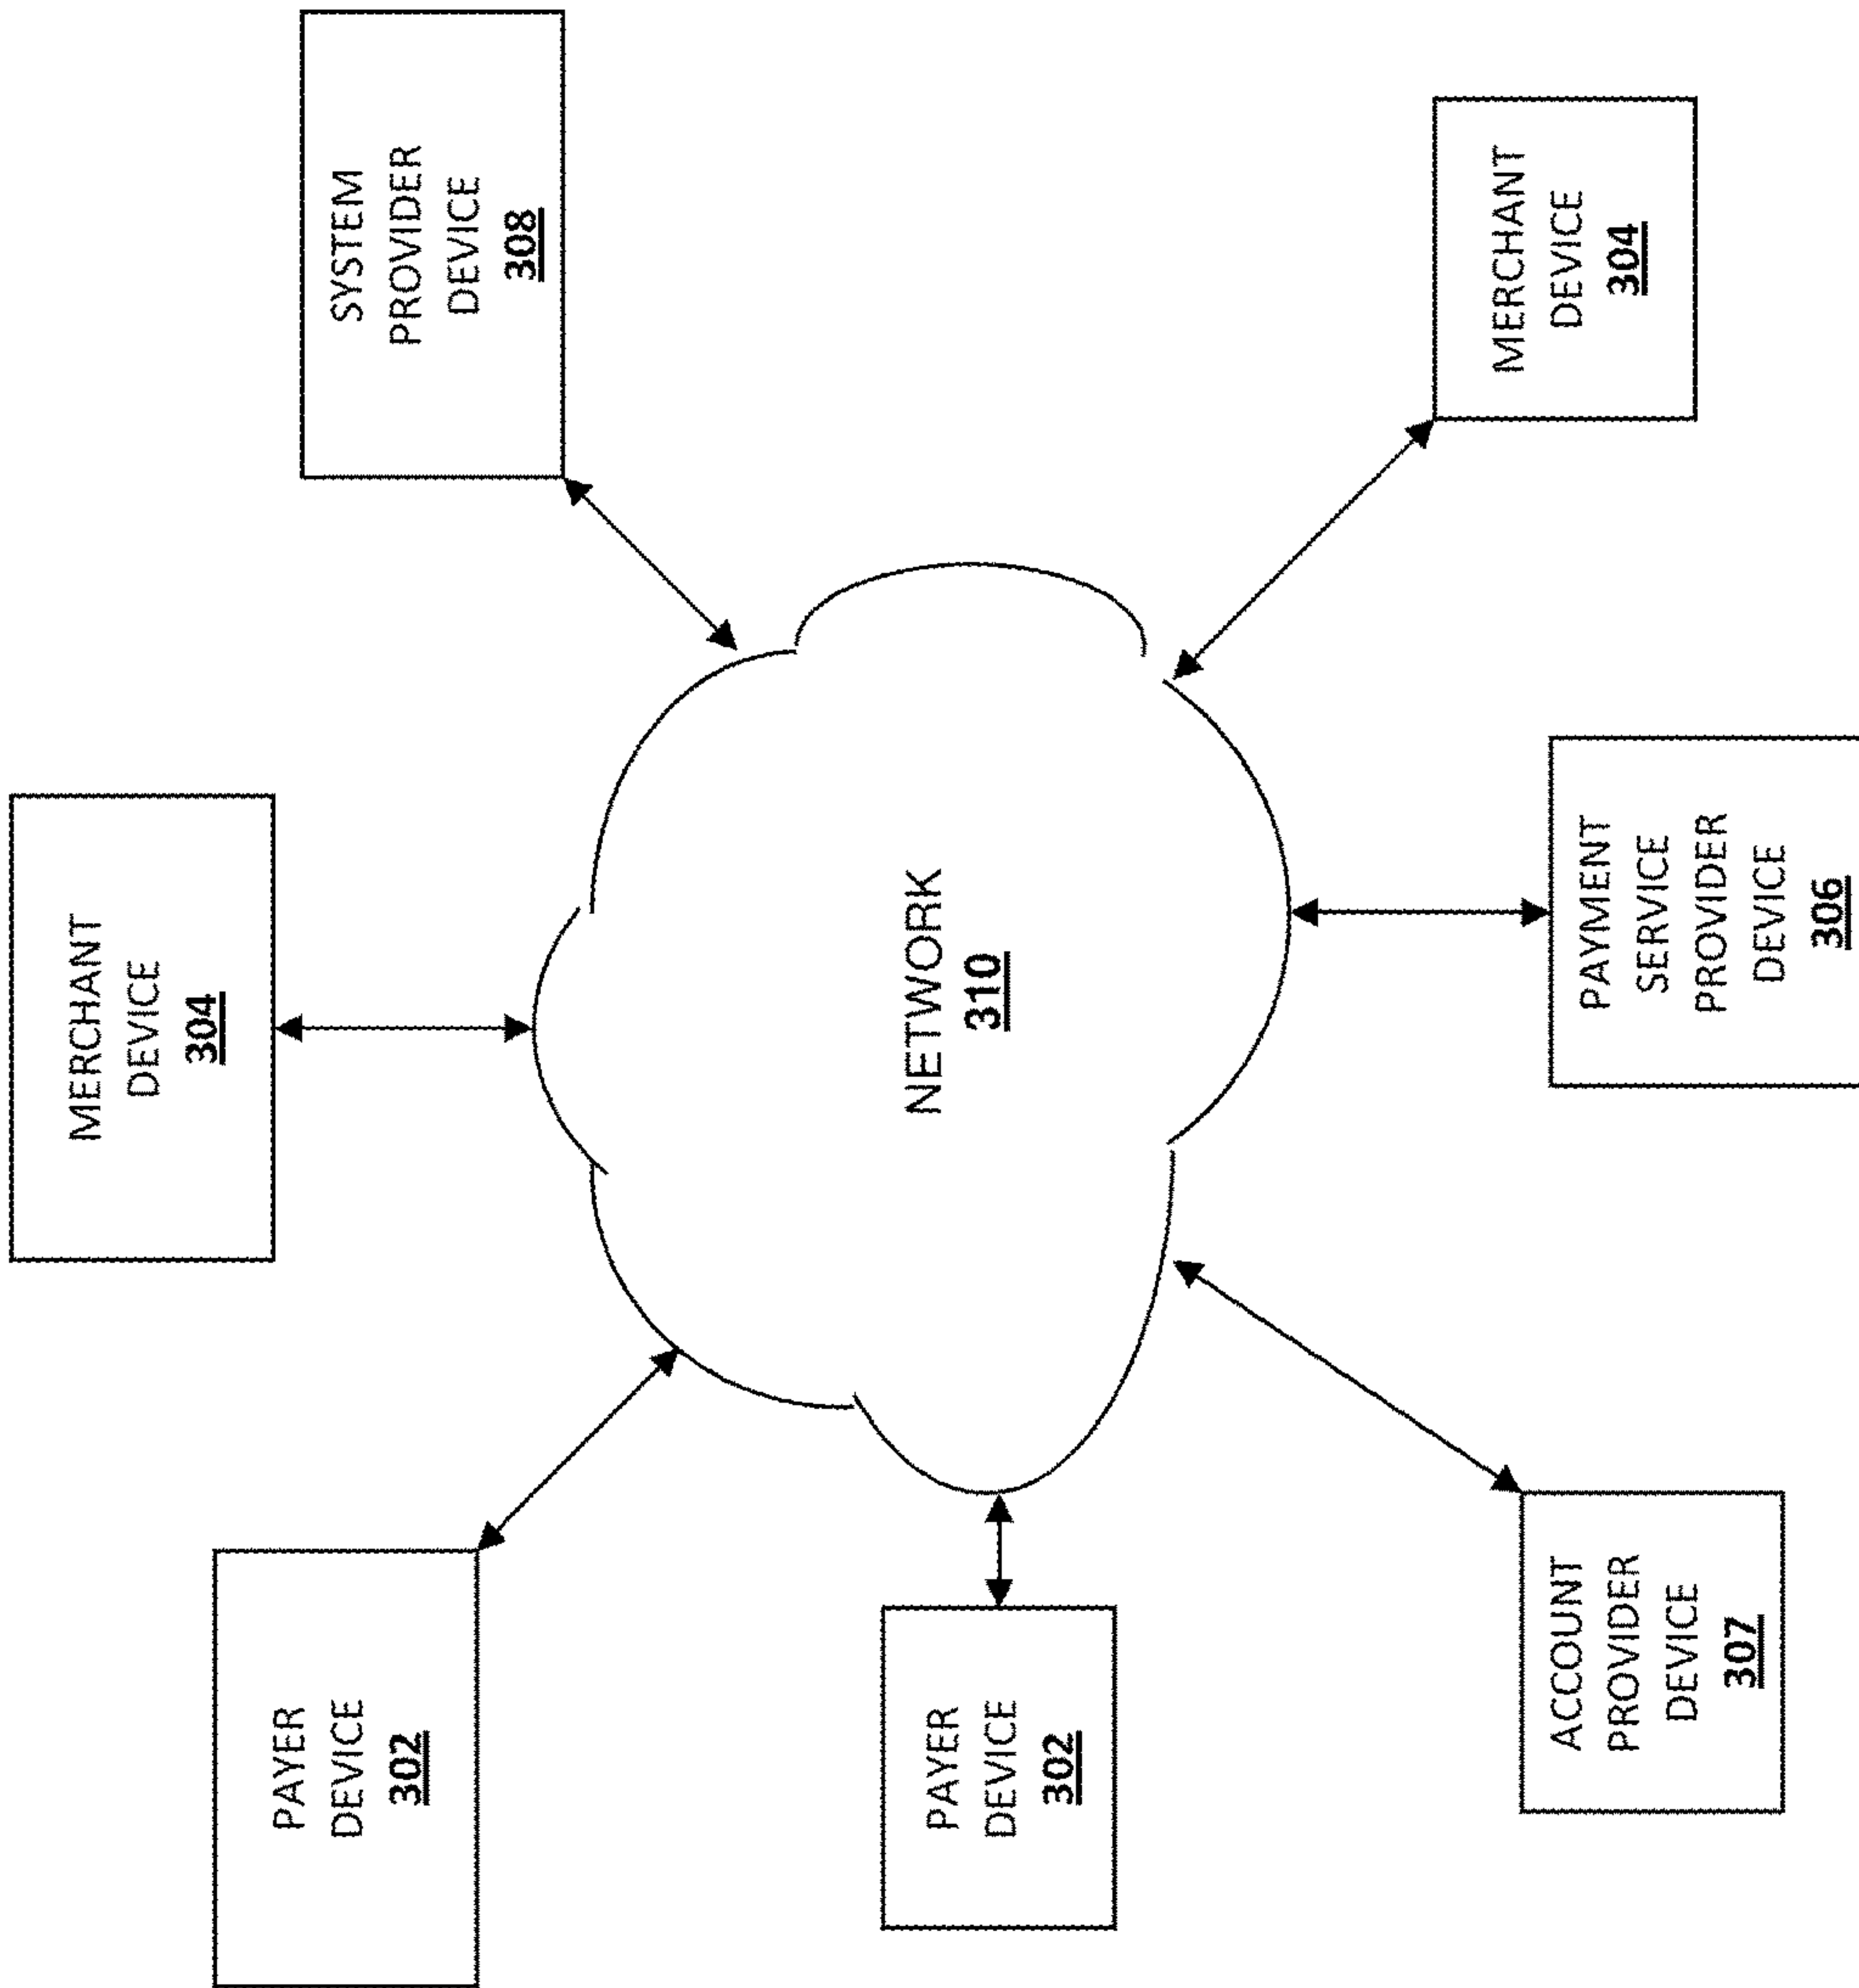 PAYER
DEVICE
302
MERCHANT
DEVICE
304
SYSTEM
PROVIDER
DEVICE
308
PAYER
DEVICE
302
NETWORK
310
ACCOUNT
PROVIDER
DEVICE
307
PAYMENT
SERVICE
PROVIDER
DEVICE
306
MERCHANT
DEVICE
304